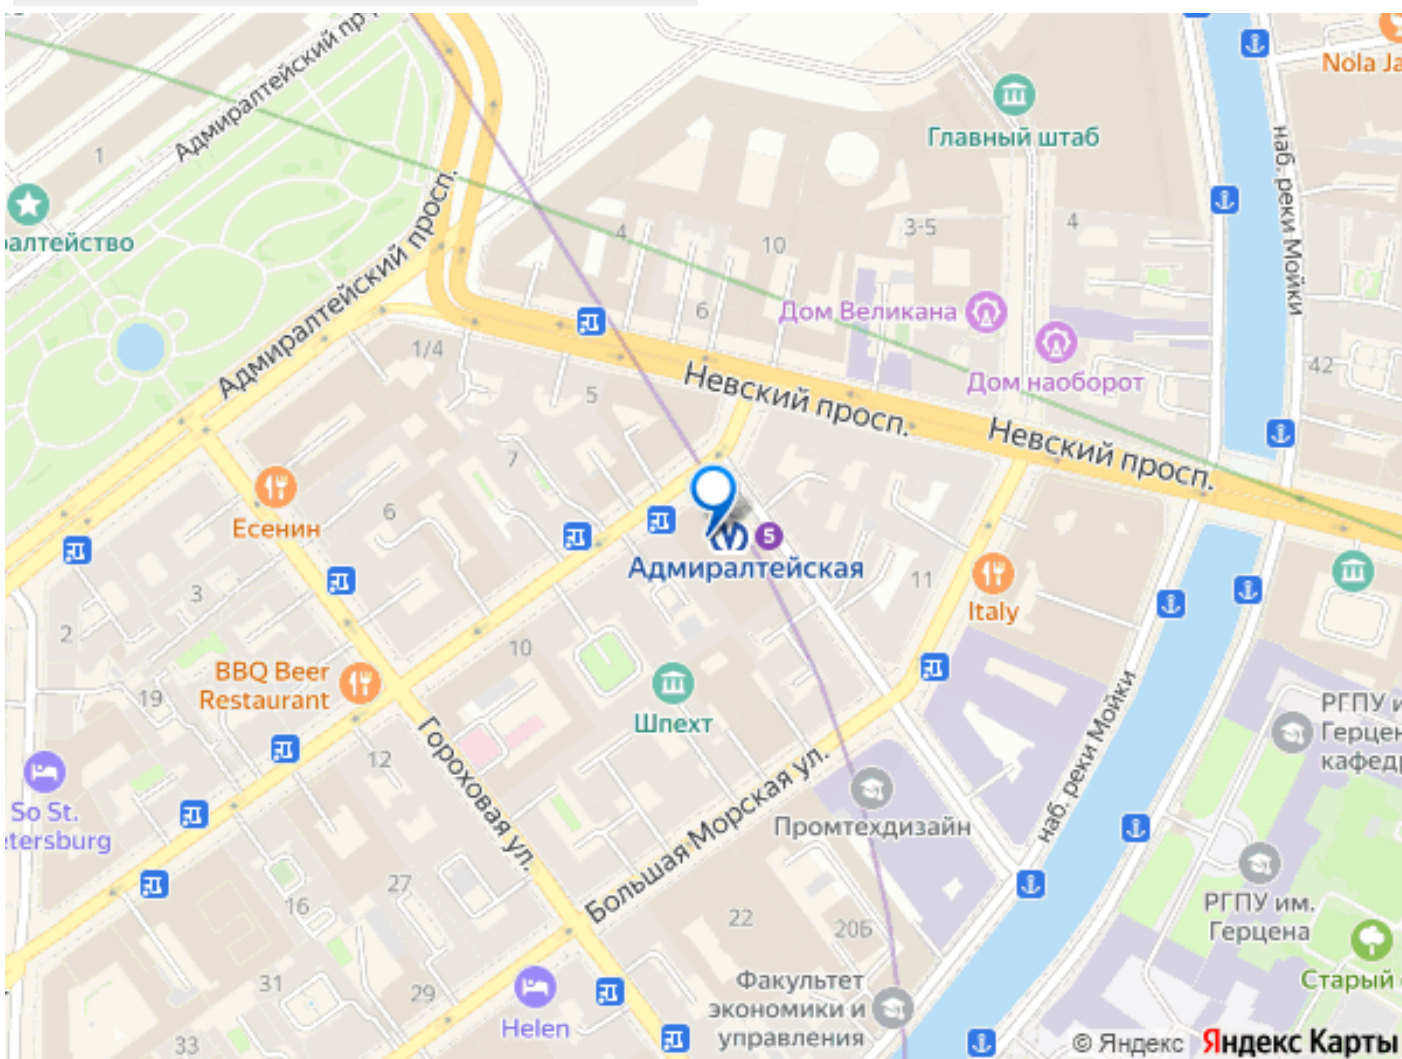 Адмиралтейский пр.
Nola Ja
Главный штаб
наб. реки Мойки
1
ралтейство
Адмиралтейский просп.
4
10
3-5
4
Дом Великана
6
1/4
Дом наоборот
42
Невский просп.
Невский просп.
5
7
6
Есенин
5
Адмиралтейская
11
Italy
3
2
10
BBQ Beer
Restaurant
19
Шпехт
РГПУ и
Герцен
кафед
наб. реки Мойки
12
Гороховая ул.
So St.
tersburg
Большая Морская ул.
Промтехдизайн
27
16
22
20Б
РГПУ им.
Герцена
31
29
Факультет
экономики и
управления
Старый
Helen
33
© Яндекс Яндекс Карты